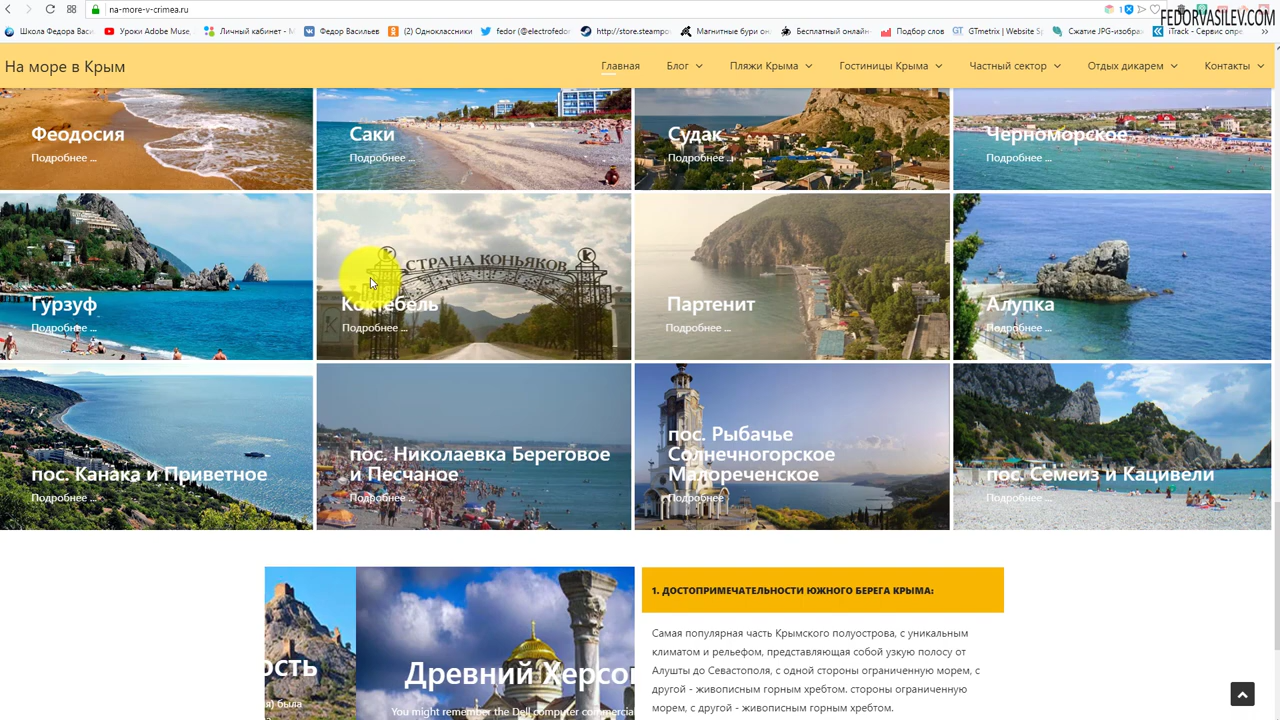 na-more-v-crimea.ru
1
FEDORVASILEV.COM
Школа Федора Васи
Уроки Adobe Muse,
Личный кабинет - М
Федор Васильев
(2) Одноклассники
fedor (@electrofedor
http://store.steampo
Магнитные бури он
Бесплатный онлайн-
Подбор слов
GTmetrix | Website Sp
Сжатие JPG-изобра
iTrack - Сервис опре
На море в Крым
Главная
Блог
Пляжи Крыма
Гостиницы Крыма
Частный сектор
Отдых дикарем
Контакты
Феодосия
Подробнее ...
Саки
Подробнее ...
Судак
Подробнее ...
Черноморское
Подробнее ...
Гурзуф
Подробнее ...
СТРАНА КОНЬЯКОВ
Коктебель
Подробнее ...
Партенит
Подробнее ...
Алупка
Подробнее ...
пос. Канака и Приветное
Подробнее ...
пос. Николаевка Береговое
и Песчаное
Подробнее ...
пос. Рыбачье
Солнечногорское
Малореченское
Подробнее ...
пос. Семеиз и Кацивели
Подробнее ...
ость
я) была
Древний Херсо
You might remember the Dell computer commercia
1. ДОСТОПРИМЕЧАТЕЛЬНОСТИ ЮЖНОГО БЕРЕГА КРЫМА:
Самая популярная часть Крымского полуострова, с уникальным
климатом и рельефом, представляющая собой узкую полосу от
Алушты до Севастополя, с одной стороны ограниченную морем, с
другой - живописным горным хребтом. стороны ограниченную
морем, с другой - живописным горным хребтом.